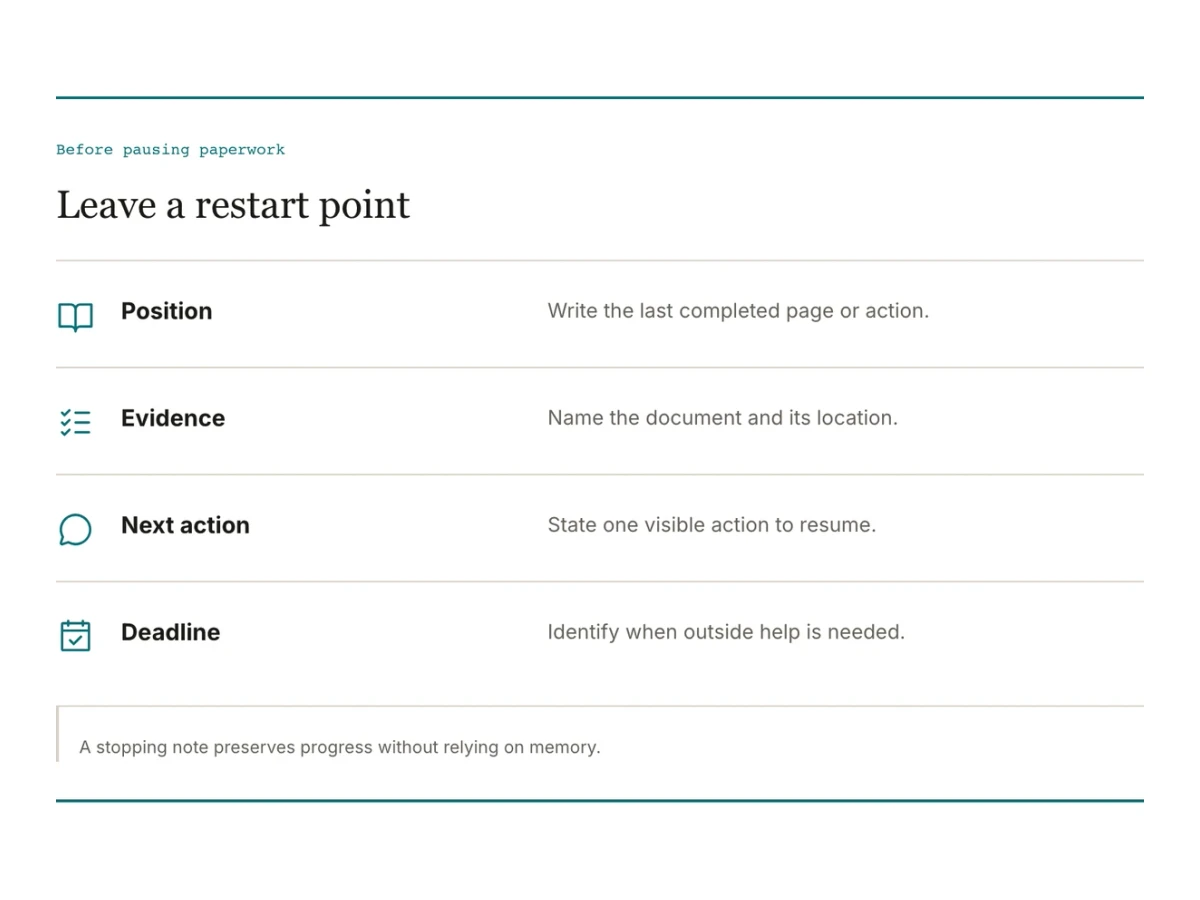 Before pausing paperwork
Leave a restart point
Position
Write the last completed page or action.
Evidence
Name the document and its location.
Next action
State one visible action to resume.
Deadline
Identify when outside help is needed.
A stopping note preserves progress without relying on memory.